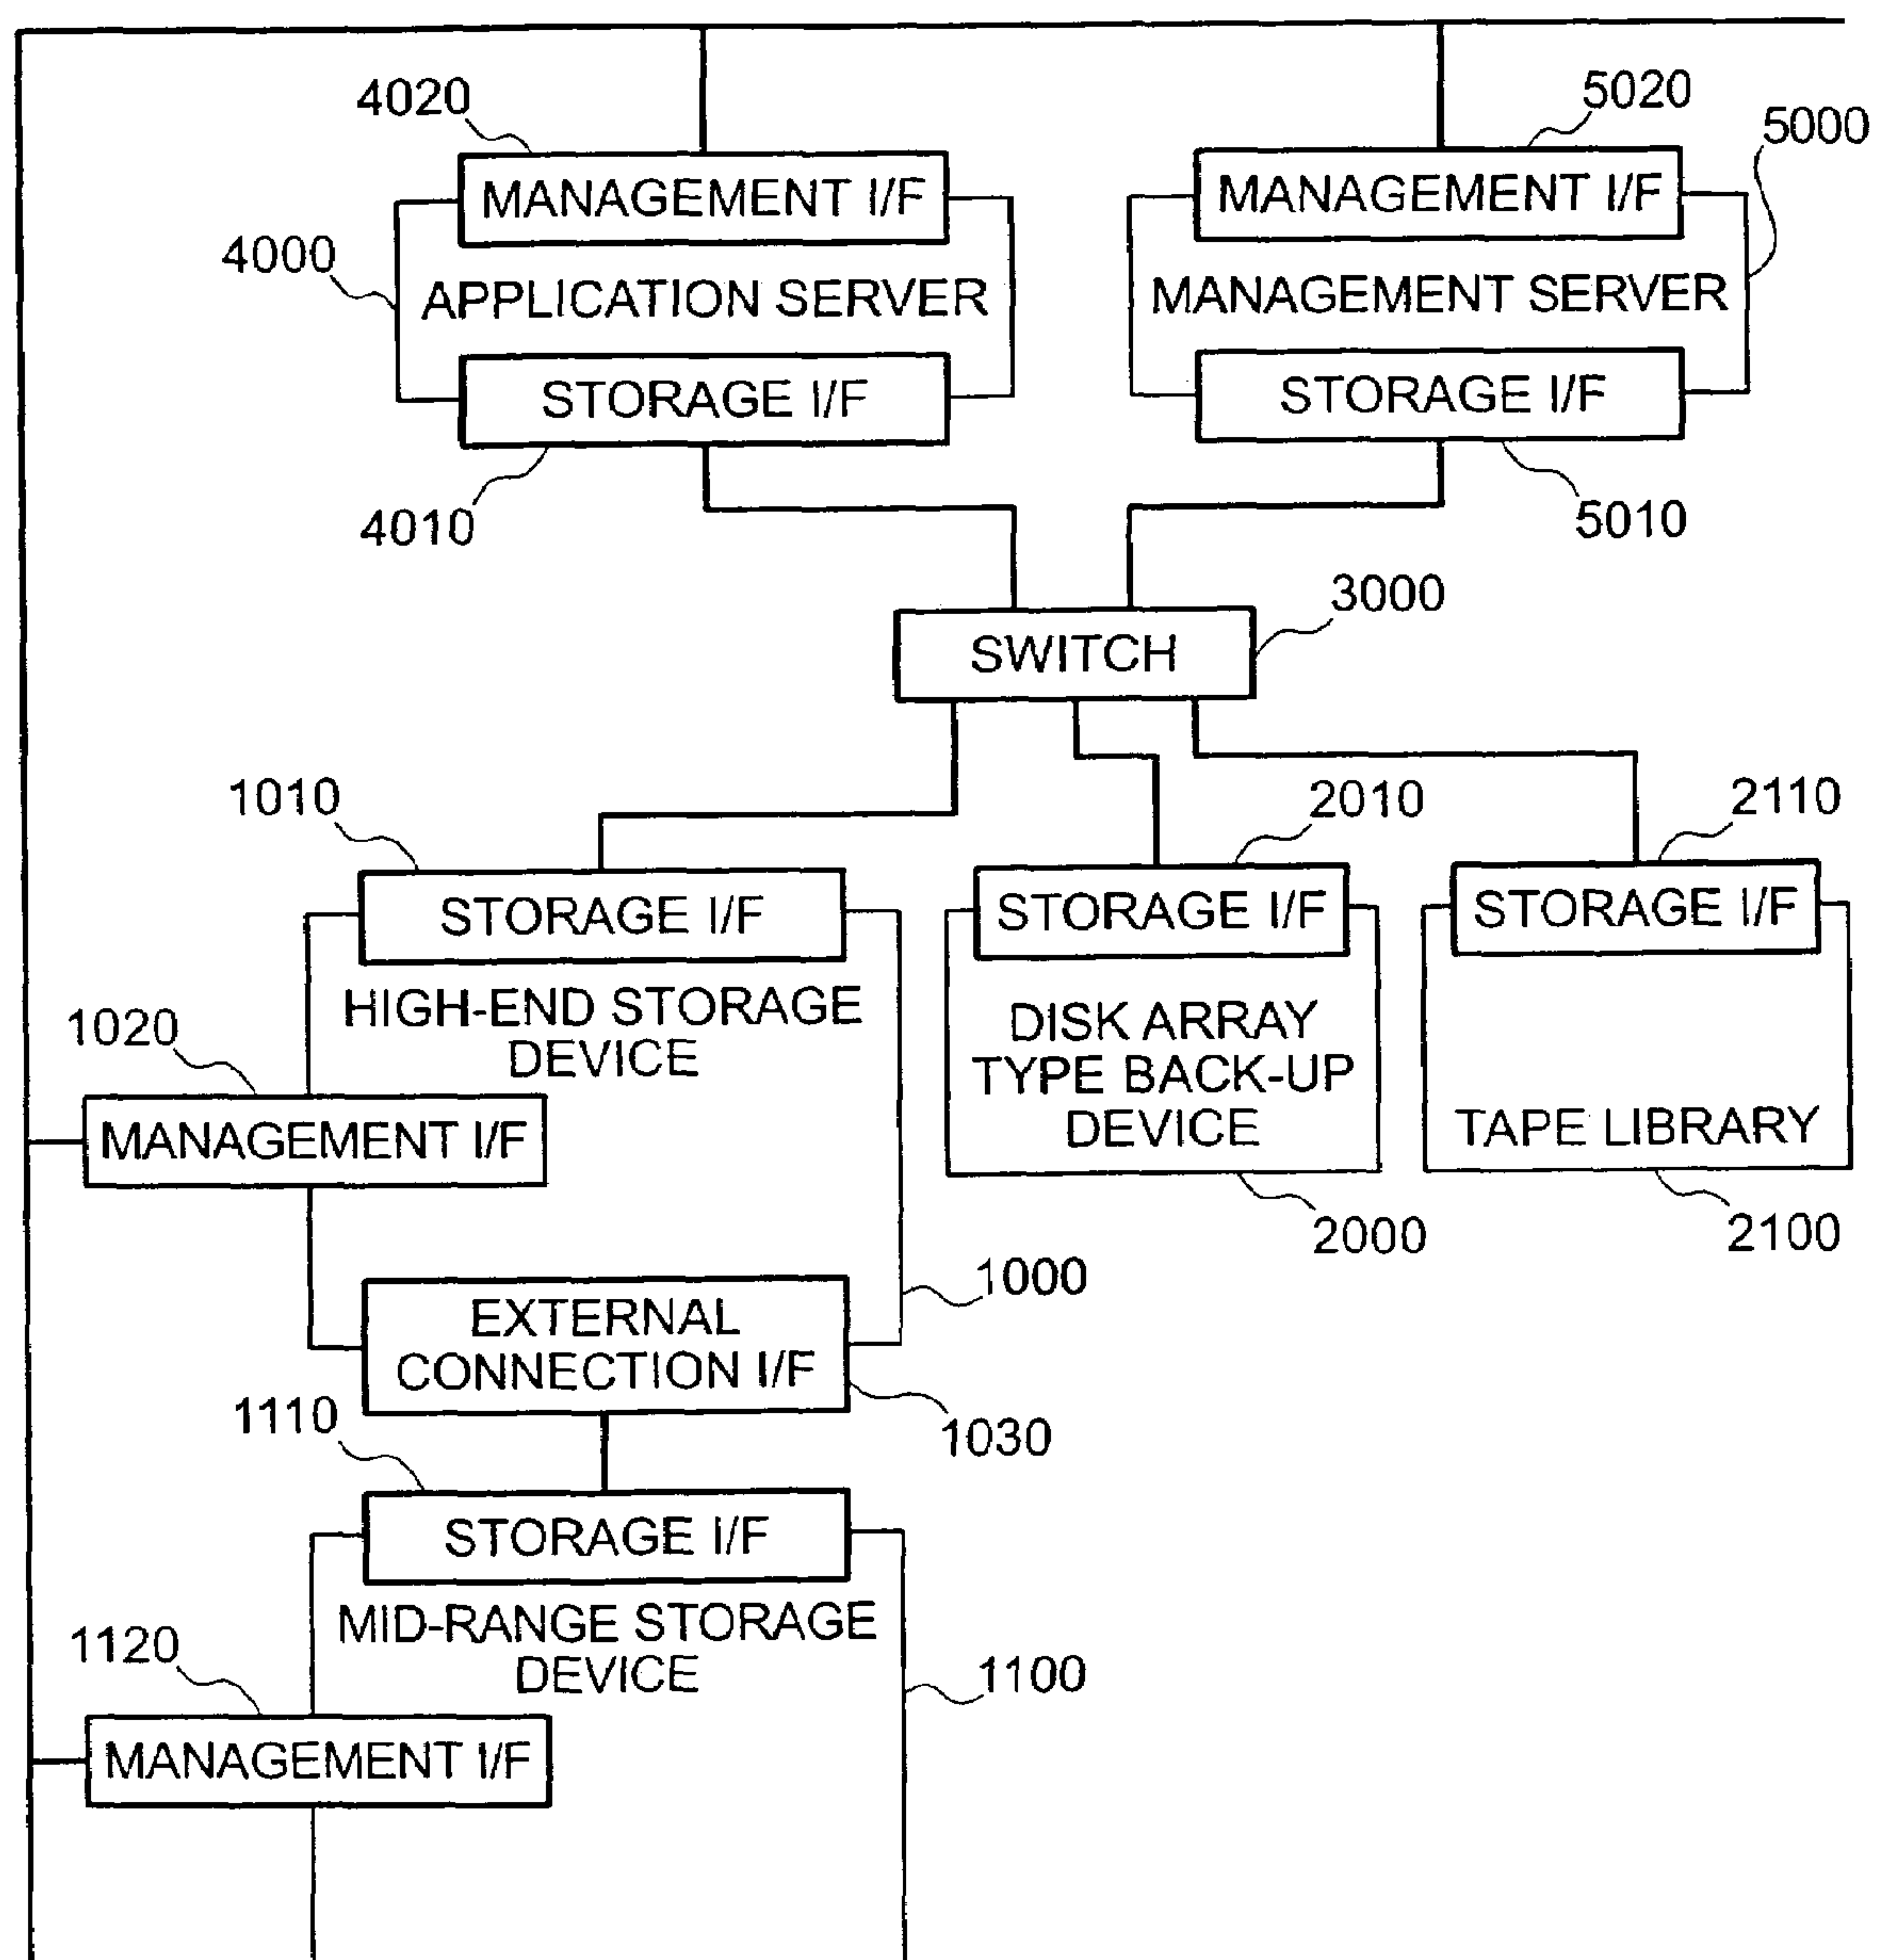 4020
5020
5000
MANAGEMENT I/F
MANAGEMENT I/F
4000
APPLICATION SERVER
MANAGEMENT SERVER
STORAGE I/F
STORAGE I/F
4010
5010
3000
SWITCH
1010
2010
2110
STORAGE I/F
STORAGE I/F
STORAGE I/F
HIGH-END STORAGE
DEVICE
DISK ARRAY
TYPE BACK-UP
DEVICE
TAPE LIBRARY
1020
MANAGEMENT I/F
2000
2100
1000
EXTERNAL
CONNECTION I/F
1030
1110
STORAGE I/F
MID-RANGE STORAGE
DEVICE
1120
1100
MANAGEMENT I/F